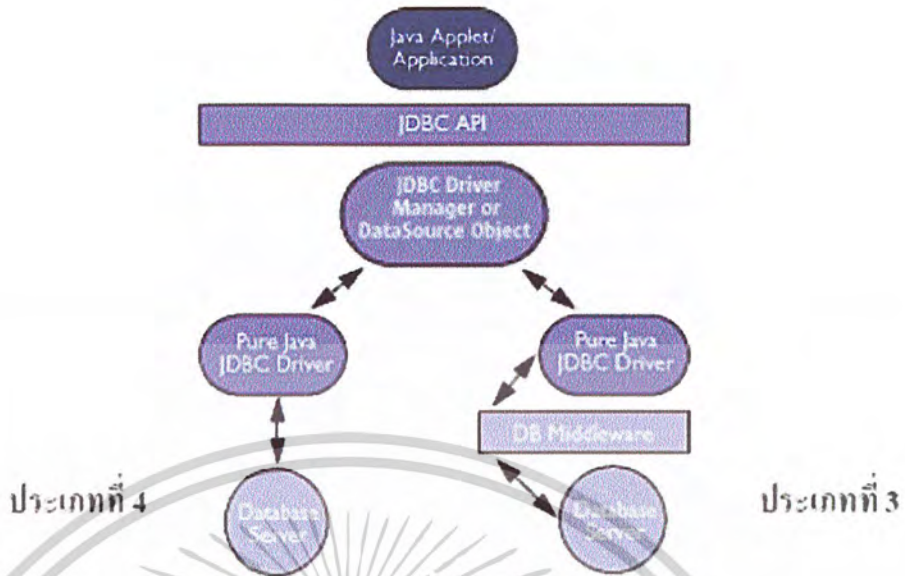 Java Applet/
Application
JDBC API
JDBC Driver
Manager or
DataSource Object
Pure Java
JDBC Driver
Pure Java
JDBC Driver
DB Middleware
ประเภทที่ 4
Database
Server
Database
Server
ประเภทที่ 3